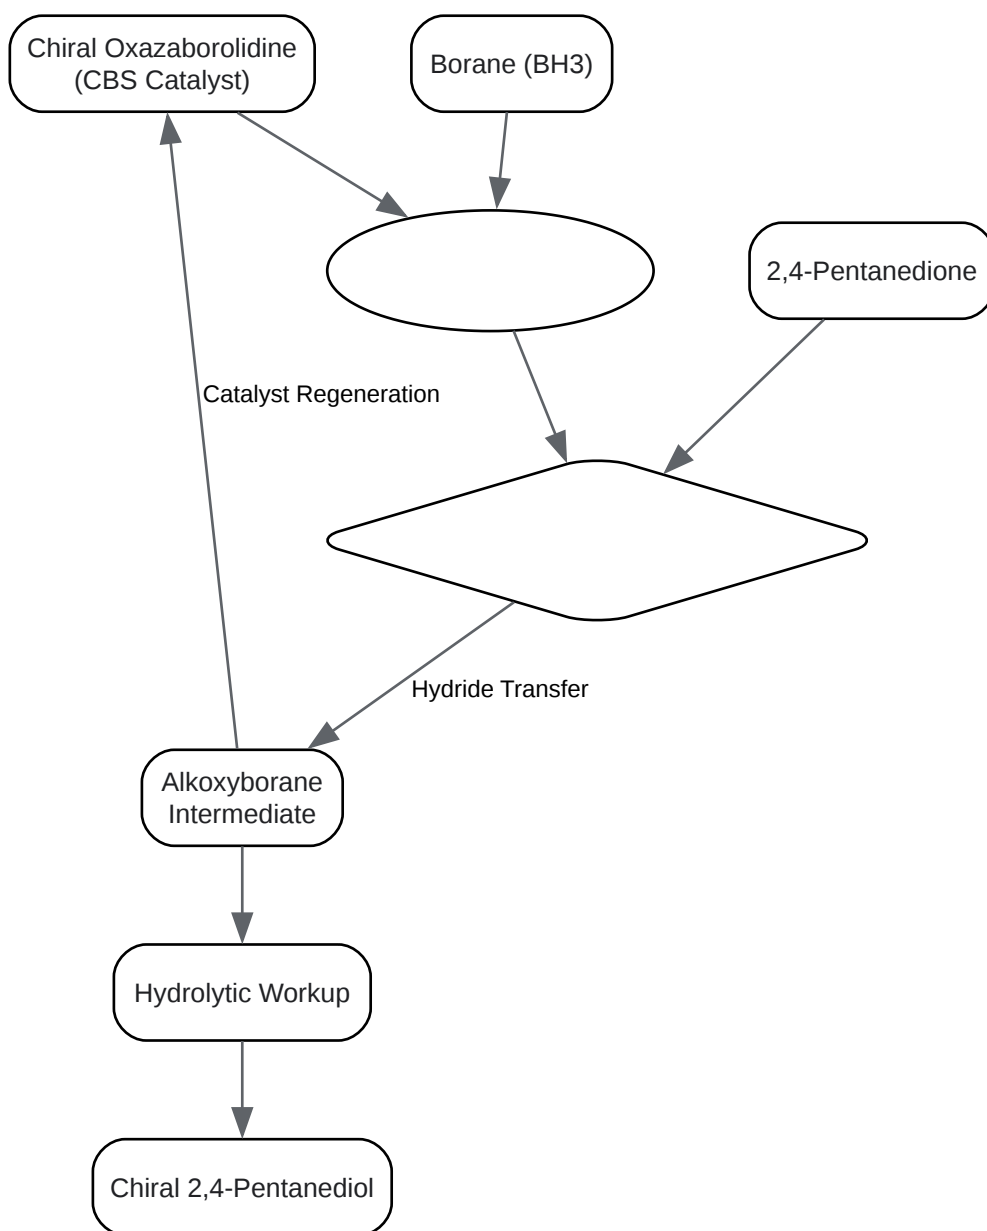 Chiral Oxazaborolidine
(CBS Catalyst)
Borane (BH3)
2,4-Pentanedione
Catalyst Regeneration
Hydride Transfer
Alkoxyborane
Intermediate
Hydrolytic Workup
Chiral 2,4-Pentanediol